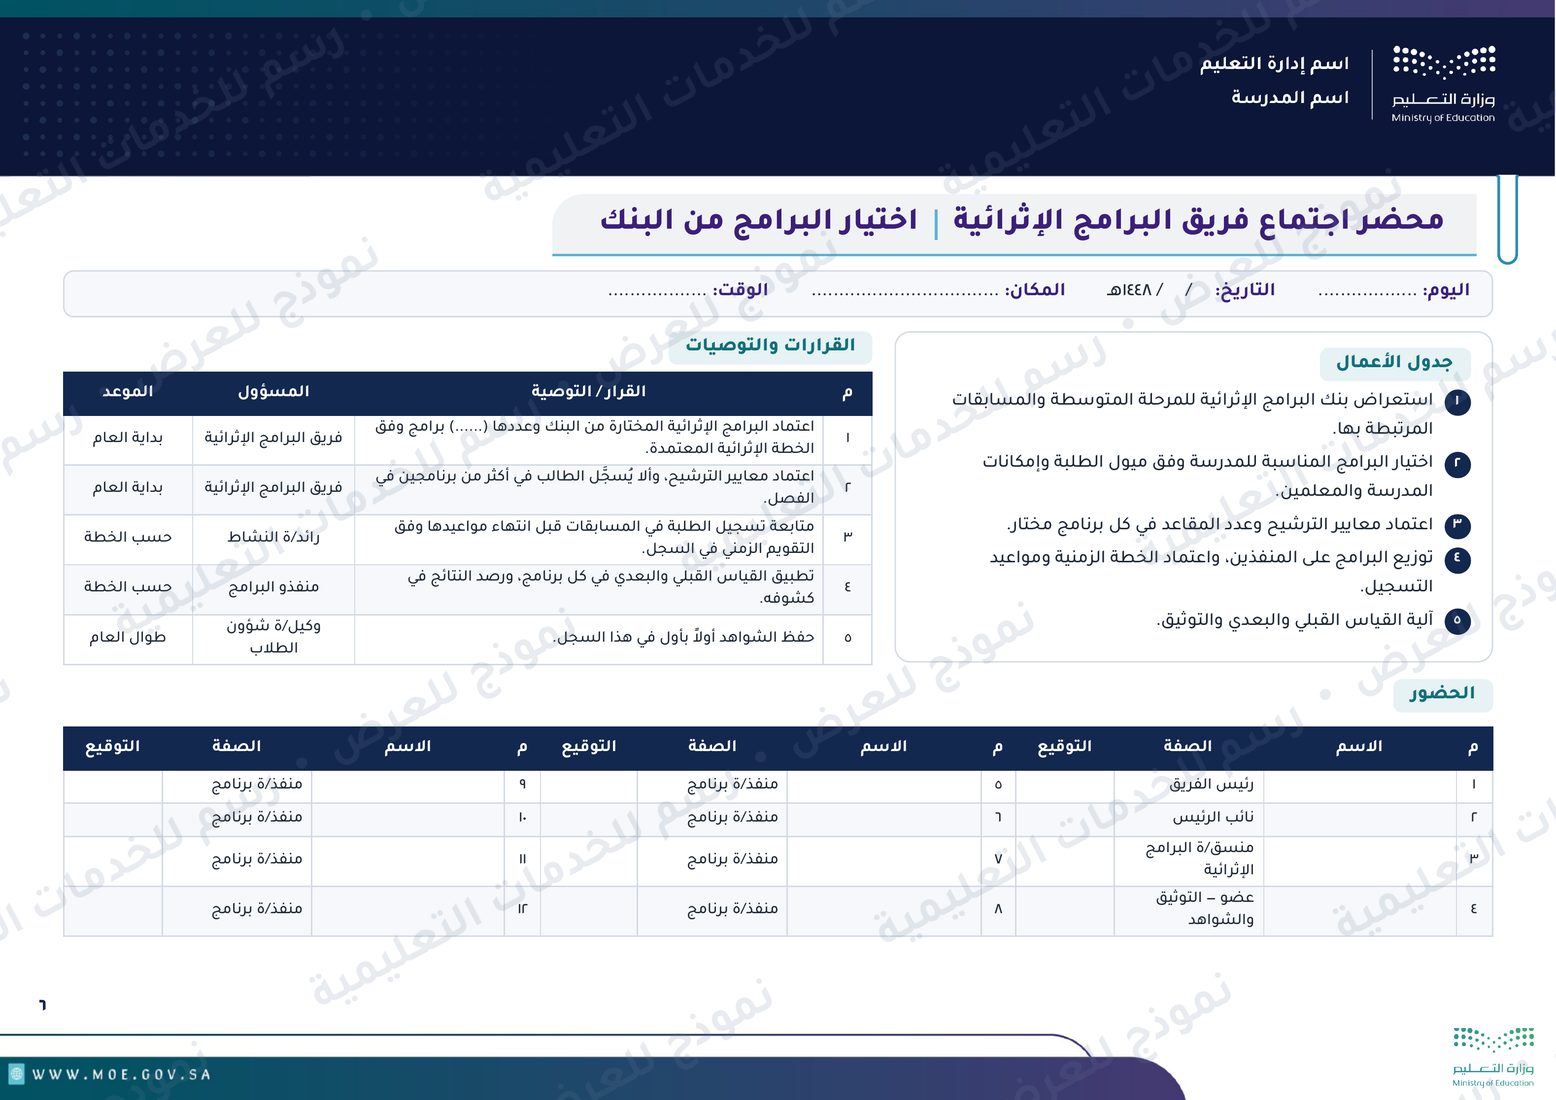 وزارة التعـــليم
Ministry of Education
اسم إدارة التعليم
اسم المدرسة
محضر اجتماع فريق البرامج الإثرائية | اختيار البرامج من البنك
اليوم: .................. التاريخ: / / ١٤٤٨هـ المكان: .................................. الوقت: ..................
جدول الأعمال
١ استعراض بنك البرامج الإثرائية للمرحلة المتوسطة والمسابقات
المرتبطة بها.
٢ اختيار البرامج المناسبة للمدرسة وفق ميول الطلبة وإمكانات
المدرسة والمعلمين.
٣ اعتماد معايير الترشيح وعدد المقاعد في كل برنامج مختار.
٤ توزيع البرامج على المنفذين، واعتماد الخطة الزمنية ومواعيد
التسجيل.
٥ آلية القياس القبلي والبعدي والتوثيق.
القرارات والتوصيات
م القرار / التوصية المسؤول الموعد
١ اعتماد البرامج الإثرائية المختارة من البنك وعددها (......) برامج وفق
الخطة الإثرائية المعتمدة. فريق البرامج الإثرائية بداية العام
٢ اعتماد معايير الترشيح، وألا يُسجَّل الطالب في أكثر من برنامجين في
الفصل. فريق البرامج الإثرائية بداية العام
٣ متابعة تسجيل الطلبة في المسابقات قبل انتهاء مواعيدها وفق
التقويم الزمني في السجل. رائد/ة النشاط حسب الخطة
٤ تطبيق القياس القبلي والبعدي في كل برنامج، ورصد النتائج في
كشوفه. منفذو البرامج حسب الخطة
٥ حفظ الشواهد أولاً بأول في هذا السجل. وكيل/ة شؤون
الطلاب طوال العام
الحضور
م الاسم الصفة التوقيع م الاسم الصفة التوقيع م الاسم الصفة التوقيع
١ رئيس الفريق ٥ منفذ/ة برنامج ٩ منفذ/ة برنامج
٢ نائب الرئيس ٦ منفذ/ة برنامج ١٠ منفذ/ة برنامج
٣ منسق/ة البرامج
الإثرائية ٧ منفذ/ة برنامج ١١ منفذ/ة برنامج
٤ عضو – التوثيق
والشواهد ٨ منفذ/ة برنامج ١٢ منفذ/ة برنامج
٦
WWW.MOE.GOV.SA
وزارة التعـــليم
Ministry of Education
نموذج للعرض • رسم للخدمات التعليمية